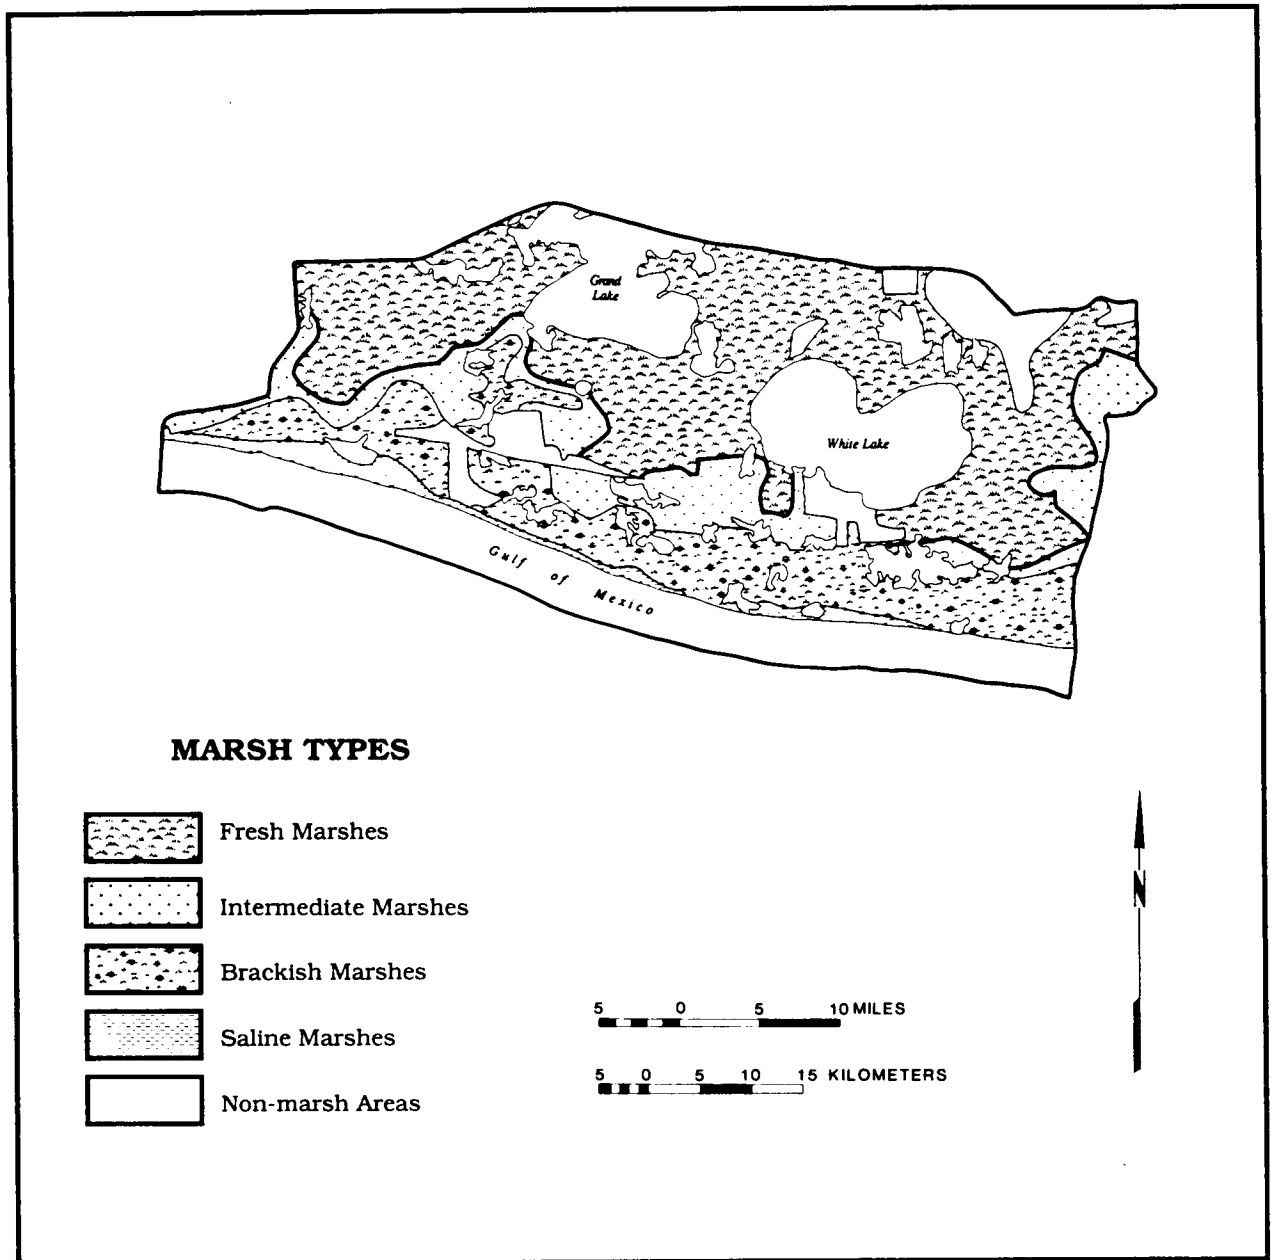 Grand
Lake
White Lake
Gulf of Mexico
MARSH TYPES
Fresh Marshes
Intermediate Marshes
Brackish Marshes
Saline Marshes
Non-marsh Areas
N
5 0 5 10 MILES
5 0 5 10 15 KILOMETERS